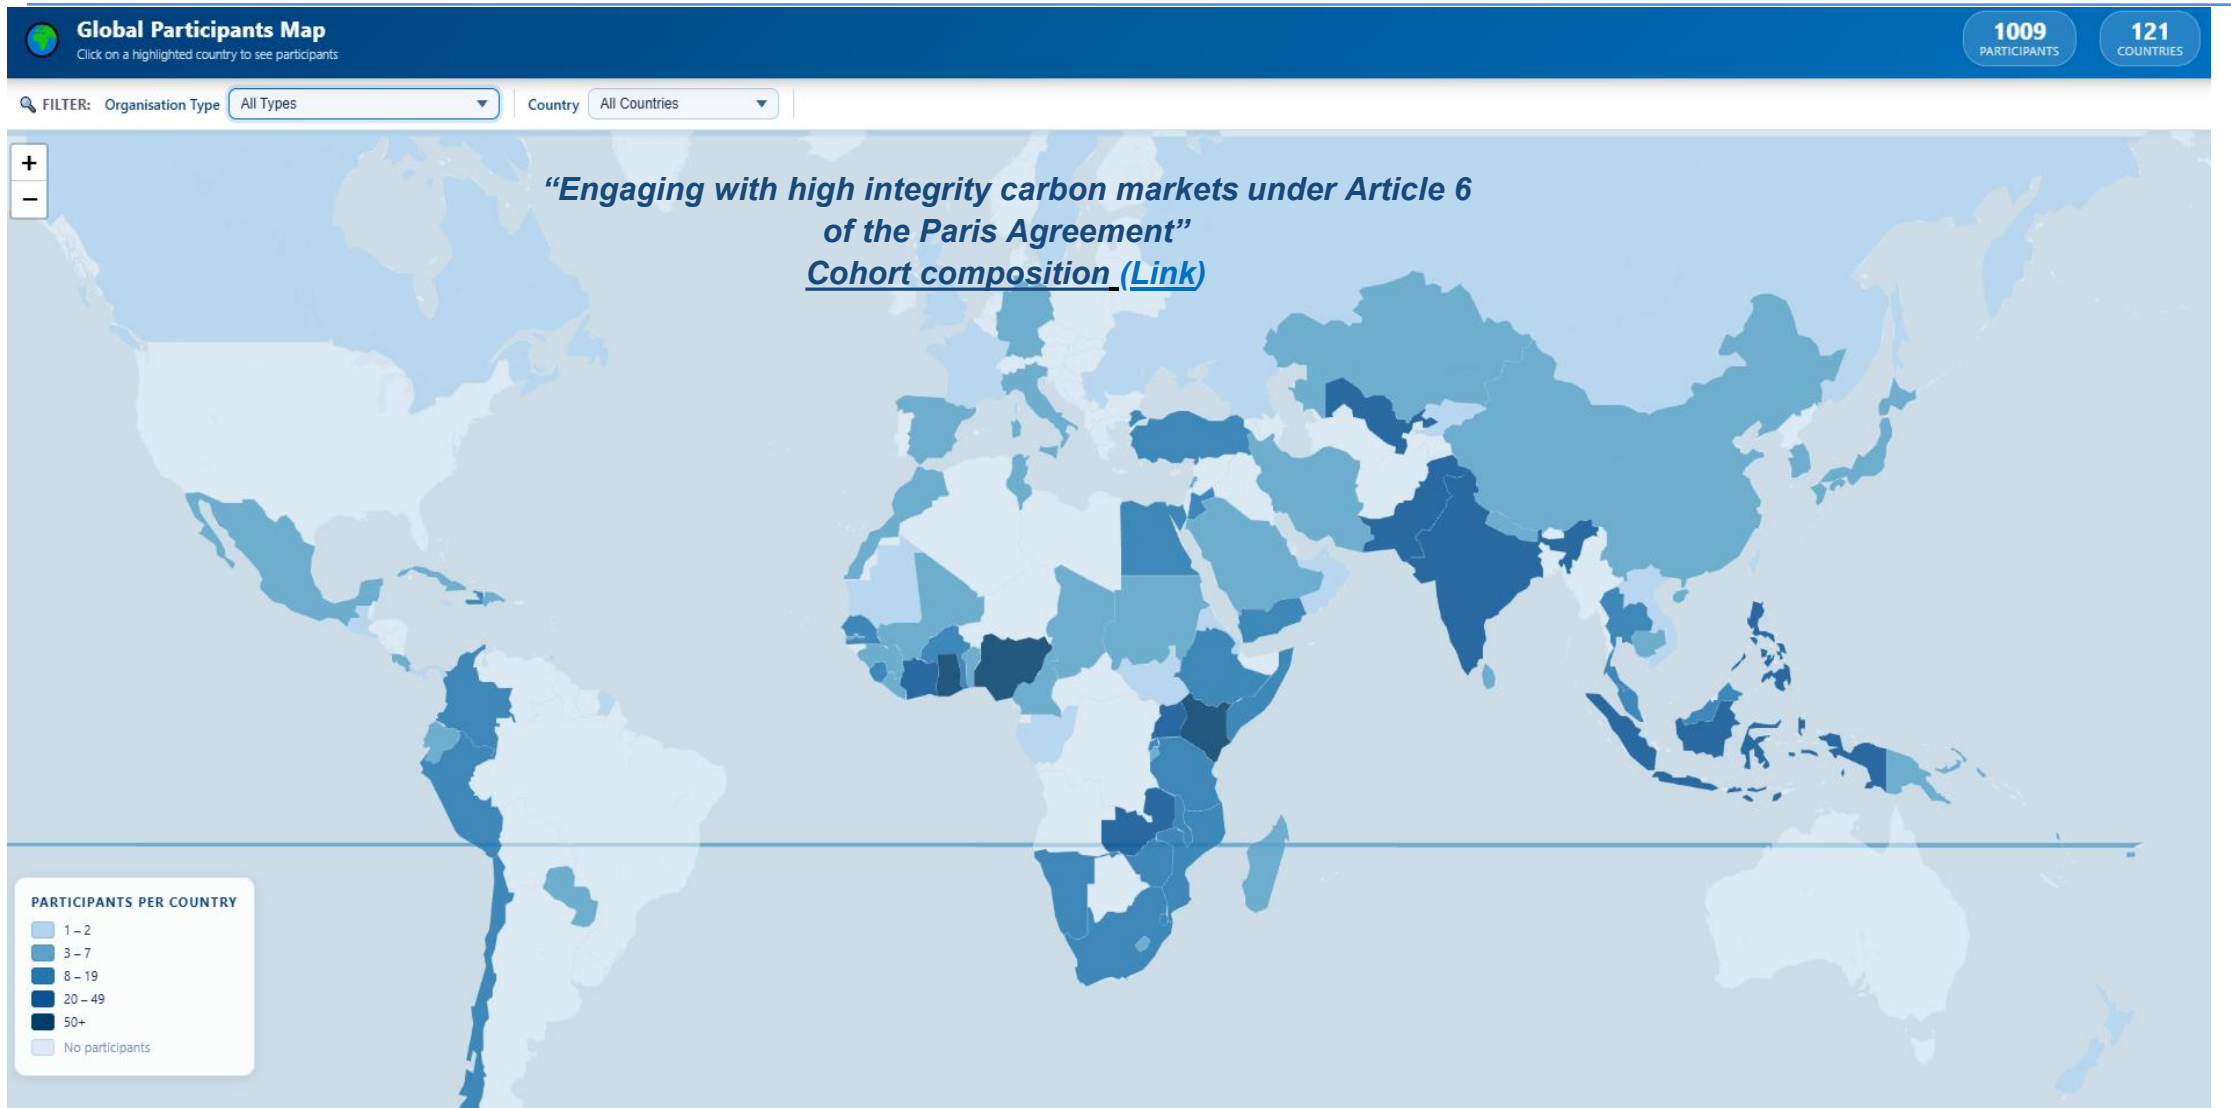 Global Participants Map
Click on a highlighted country to see participants
1009
PARTICIPANTS
121
COUNTRIES
FILTER: Organisation Type All Types Country All Countries
+
−
“Engaging with high integrity carbon markets under Article 6
of the Paris Agreement”
Cohort composition (Link)
PARTICIPANTS PER COUNTRY
1 – 2
3 – 7
8 – 19
20 – 49
50+
No participants